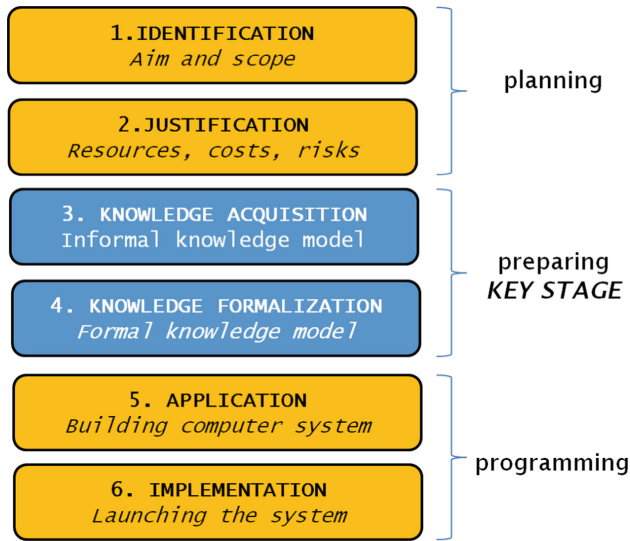 1.IDENTIFICATION
Aim and scope
2.JUSTIFICATION
Resources, costs, risks
planning
3. KNOWLEDGE ACQUISITION
Informal knowledge model
4. KNOWLEDGE FORMALIZATION
Formal knowledge model
preparing
KEY STAGE
5. APPLICATION
Building computer system
6. IMPLEMENTATION
Launching the system
programming